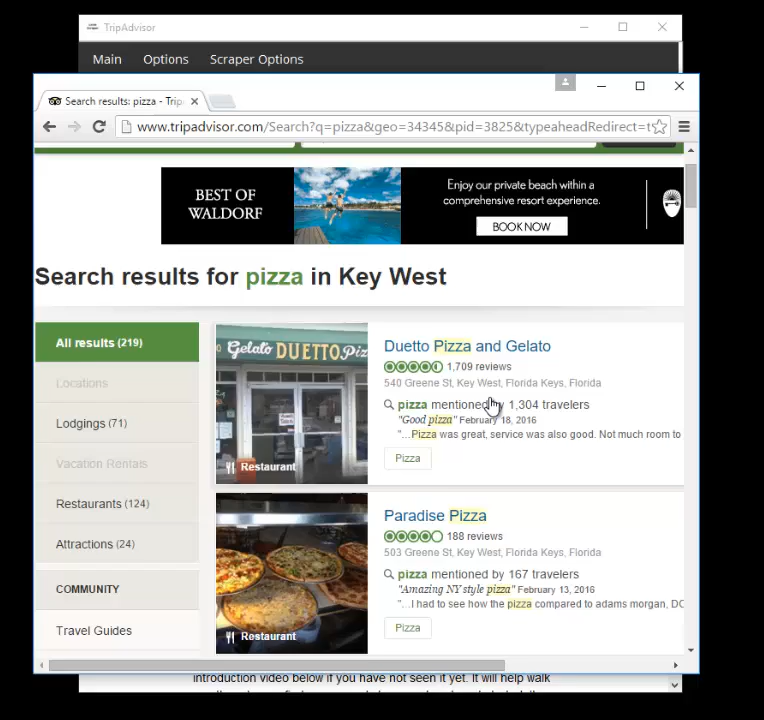 TripAdvisor
Main Options Scraper Options
Search results: pizza - Trip
www.tripadvisor.com/Search?q=pizza&geo=34345&pid=3825&typeaheadRedirect=t
BEST OF
WALDORF
Enjoy our private beach within a
comprehensive resort experience.
BOOK NOW
Search results for pizza in Key West
All results (219)
Locations
Lodgings (71)
Vacation Rentals
Restaurants (124)
Attractions (24)
COMMUNITY
Travel Guides
Gelato DUETTO Piz
Restaurant
Duetto Pizza and Gelato
1,709 reviews
540 Greene St, Key West, Florida Keys, Florida
pizza mentioned by 1,304 travelers
"Good pizza" February 18, 2016
"...Pizza was great, service was also good. Not much room to
Pizza
Restaurant
Paradise Pizza
188 reviews
503 Greene St, Key West, Florida Keys, Florida
pizza mentioned by 167 travelers
"Amazing NY style pizza" February 13, 2016
"...I had to see how the pizza compared to adams morgan, DC
Pizza
introduction video below if you have not seen it yet. It will help walk